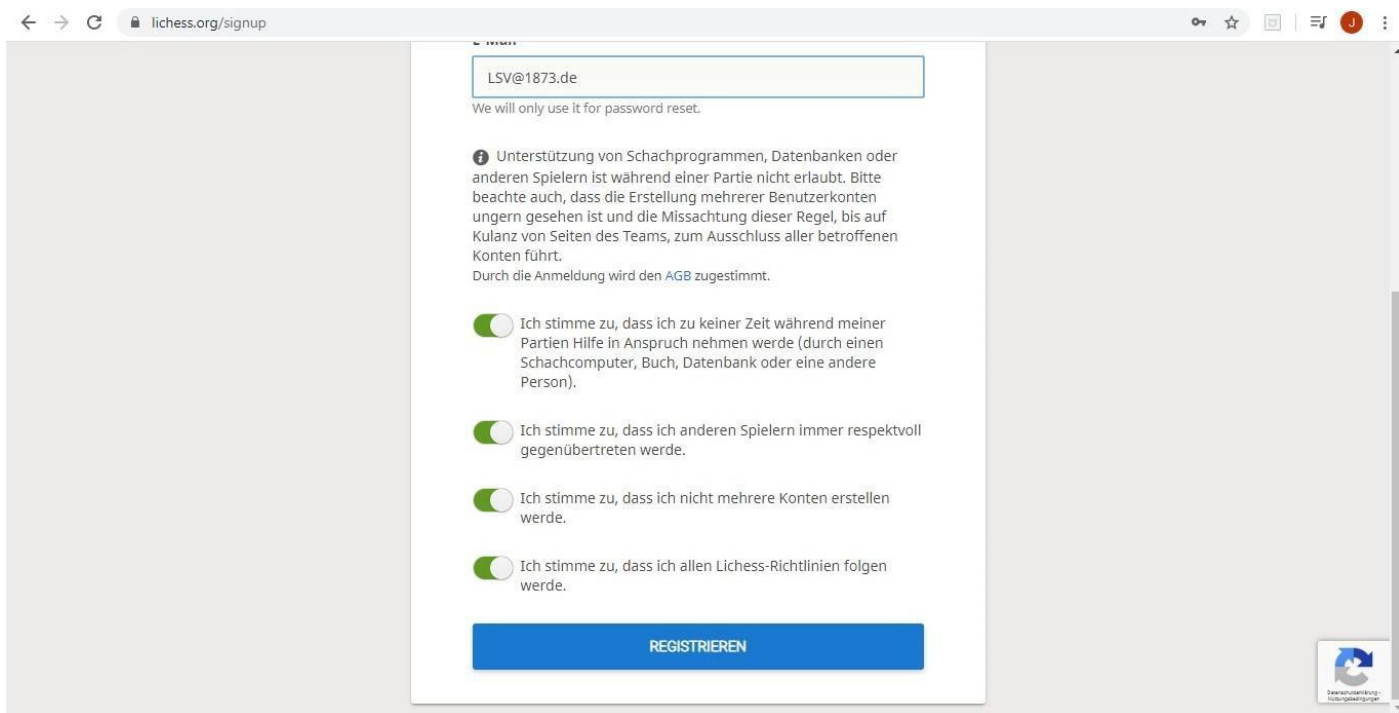 lichess.org/signup
J
E-Mail
LSV@1873.de
We will only use it for password reset.
Unterstützung von Schachprogrammen, Datenbanken oder
anderen Spielern ist während einer Partie nicht erlaubt. Bitte
beachte auch, dass die Erstellung mehrerer Benutzerkonten
ungern gesehen ist und die Missachtung dieser Regel, bis auf
Kulanz von Seiten des Teams, zum Ausschluss aller betroffenen
Konten führt.
Durch die Anmeldung wird den AGB zugestimmt.
Ich stimme zu, dass ich zu keiner Zeit während meiner
Partien Hilfe in Anspruch nehmen werde (durch einen
Schachcomputer, Buch, Datenbank oder eine andere
Person).
Ich stimme zu, dass ich anderen Spielern immer respektvoll
gegenübertreten werde.
Ich stimme zu, dass ich nicht mehrere Konten erstellen
werde.
Ich stimme zu, dass ich allen Lichess-Richtlinien folgen
werde.
REGISTRIEREN
Datenschutzerklärung -
Nutzungsbedingungen